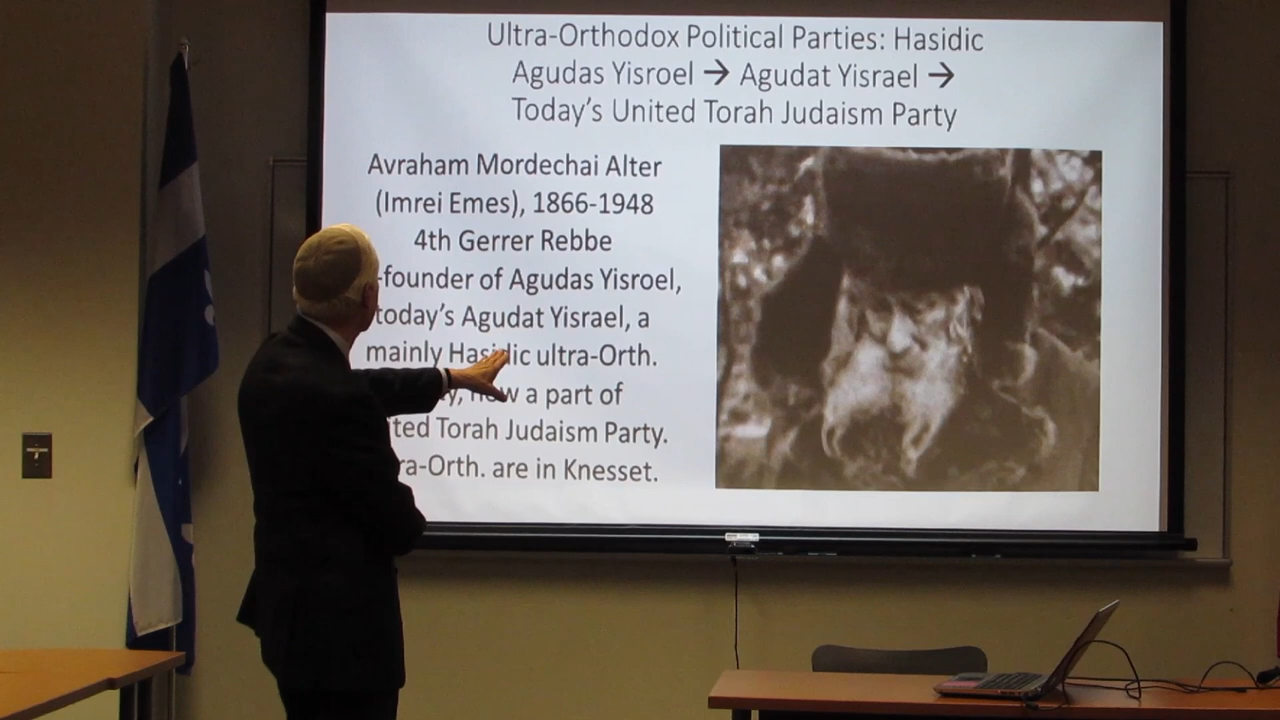 Ultra-Orthodox Political Parties: Hasidic
Agudas Yisroel → Agudat Yisrael →
Today's United Torah Judaism Party
Avraham Mordechai Alter
(Imrei Emes), 1866-1948
4th Gerrer Rebbe
-founder of Agudas Yisroel,
today's Agudat Yisrael, a
mainly Hasidic ultra-Orth.
now a part of
Torah Judaism Party.
-Orth. are in Knesset.